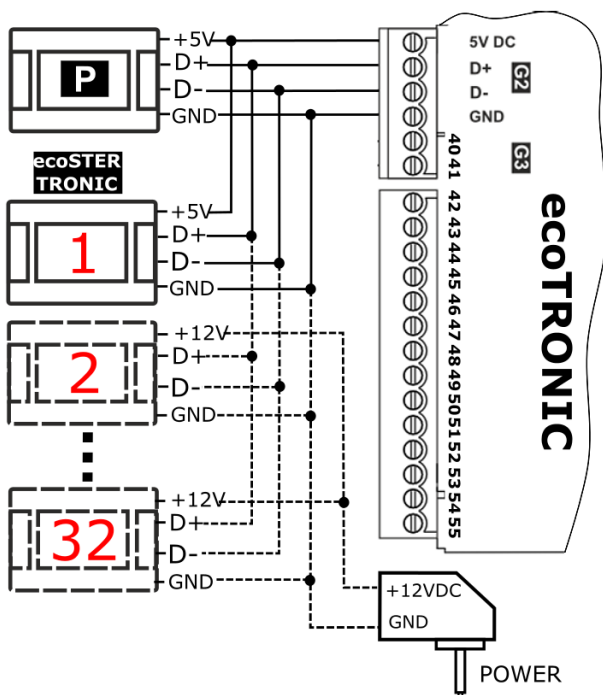 +5V
D+
P
D-
GND
ecoSTER
TRONIC
+5V
D+
1
D-
GND
+12V
D+
2
D-
GND
+12V
D+
32
D-
GND
5V DC
D+
G2
D-
GND
40
G3
41
42
43
44
45
46
47
48
49
50
51
52
53
54
55
ecoTRONIC
+12VDC
GND
POWER